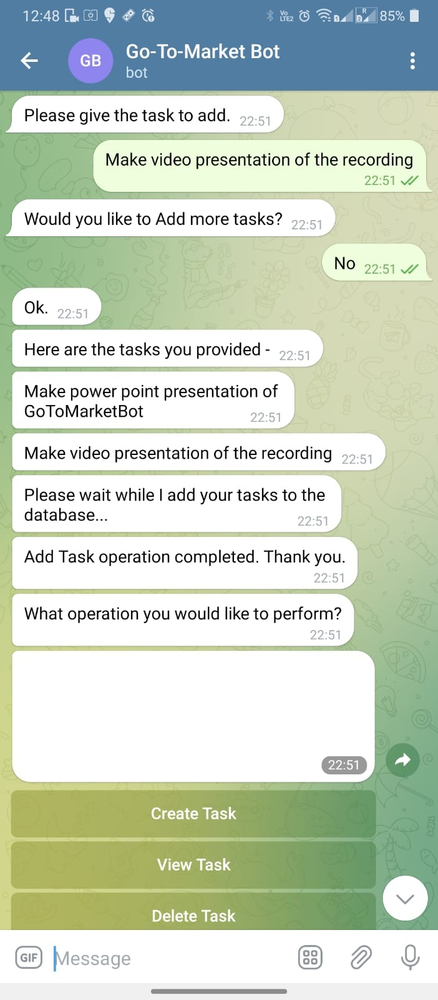 12:48 Vo LTE2 1 R 2 85%
GB Go-To-Market Bot
bot
Please give the task to add. 22:51
Make video presentation of the recording
22:51
Would you like to Add more tasks? 22:51
No 22:51
Ok. 22:51
Here are the tasks you provided - 22:51
Make power point presentation of
GoToMarketBot 22:51
Make video presentation of the recording 22:51
Please wait while I add your tasks to the
database... 22:51
Add Task operation completed. Thank you.
22:51
What operation you would like to perform?
22:51
22:51
Create Task
View Task
Delete Task
GIF Message